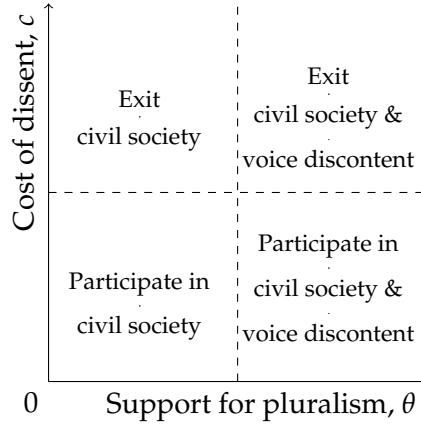 Cost of dissent, c
Exit
civil society
Exit
civil society &
voice discontent
Participate in
civil society
Participate in
civil society &
voice discontent
0
Support for pluralism, θ